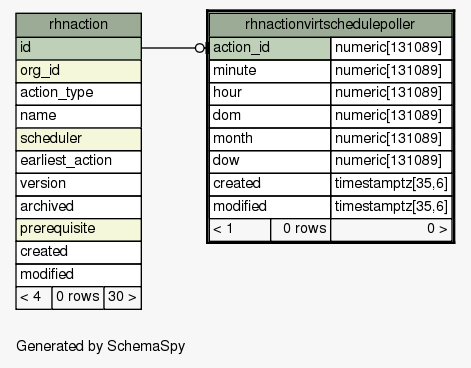 rhnaction
id
org_id
action_type
name
scheduler
earliest_action
version
archived
prerequisite
created
modified
< 4 0 rows 30 >
rhnactionvirtschedulepoller
action_id numeric[131089]
minute numeric[131089]
hour numeric[131089]
dom numeric[131089]
month numeric[131089]
dow numeric[131089]
created timestamptz[35,6]
modified timestamptz[35,6]
< 1 0 rows 0 >
Generated by SchemaSpy